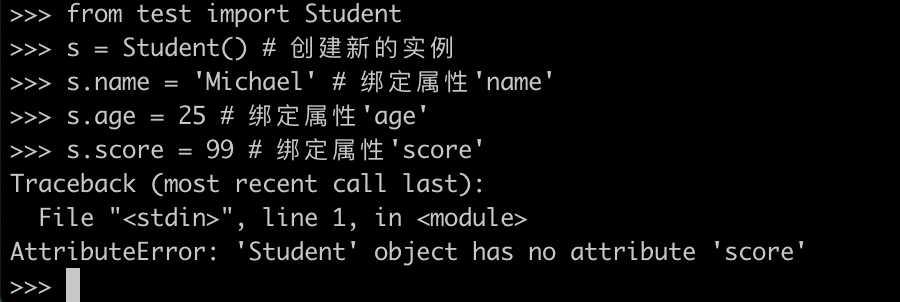 >>> from test import Student
>>> s = Student() # 创建新的实例
>>> s.name = 'Michael' # 绑定属性'name'
>>> s.age = 25 # 绑定属性'age'
>>> s.score = 99 # 绑定属性'score'
Traceback (most recent call last):
  File "<stdin>", line 1, in <module>
AttributeError: 'Student' object has no attribute 'score'
>>>